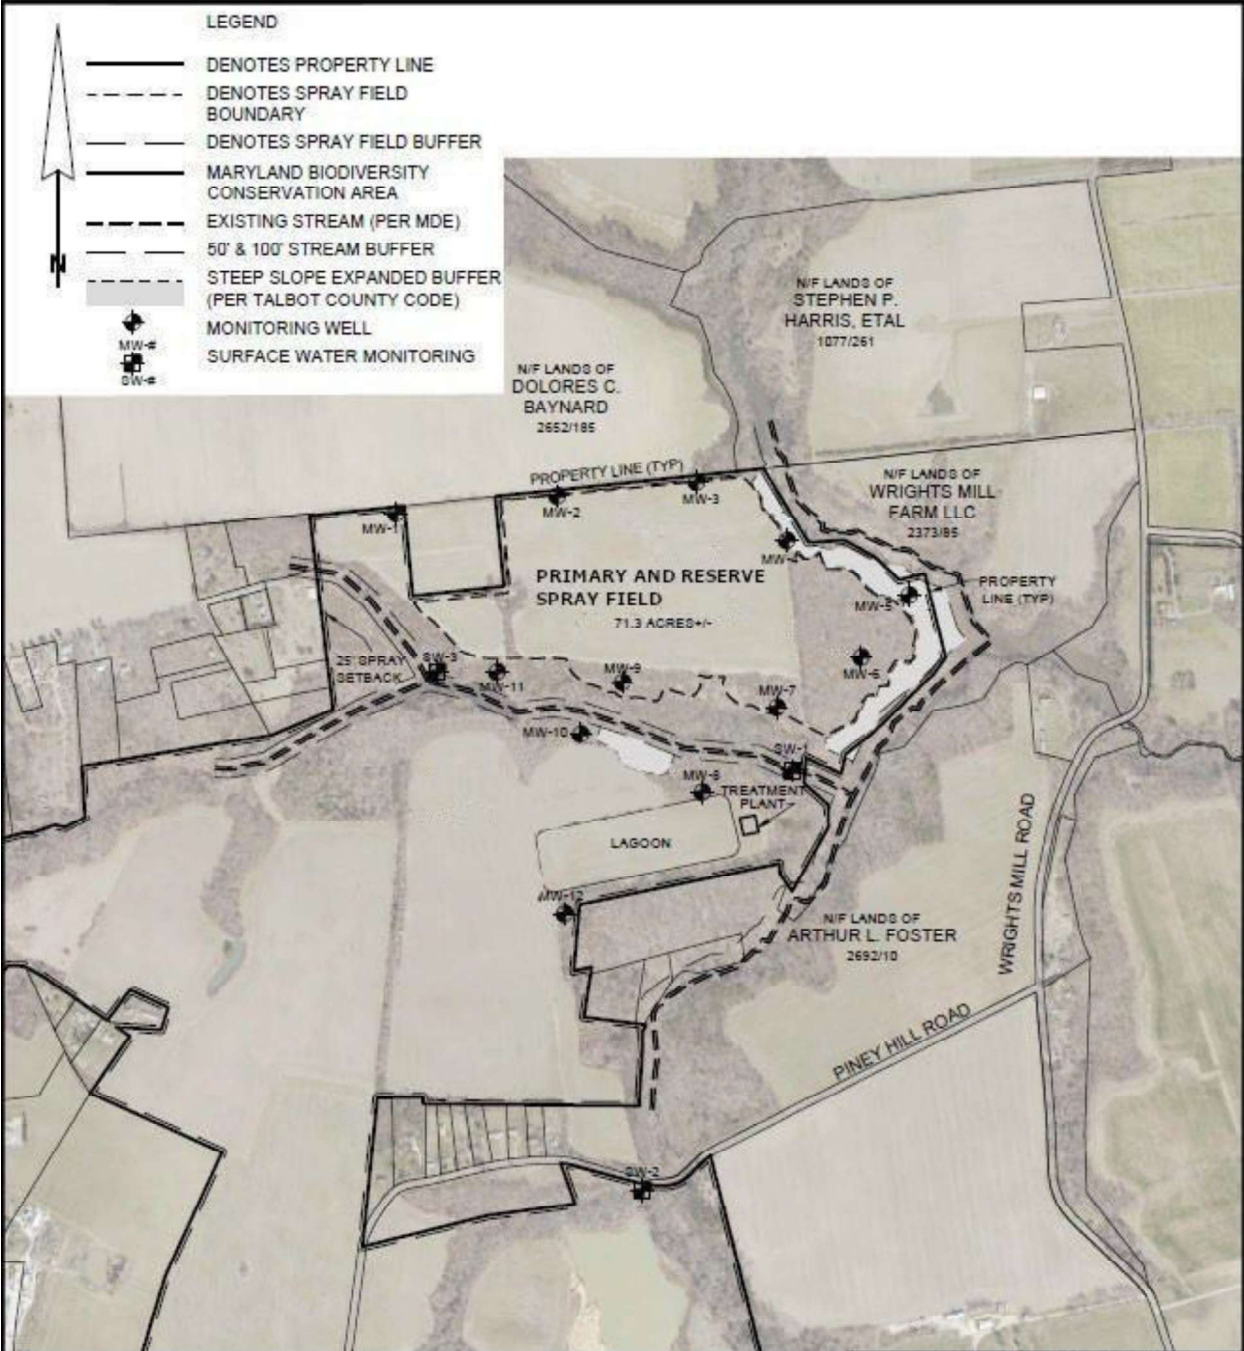 LEGEND
DENOTES PROPERTY LINE
DENOTES SPRAY FIELD
BOUNDARY
DENOTES SPRAY FIELD BUFFER
MARYLAND BIODIVERSITY
CONSERVATION AREA
EXISTING STREAM (PER MDE)
50' & 100' STREAM BUFFER
STEEP SLOPE EXPANDED BUFFER
(PER TALBOT COUNTY CODE)
MONITORING WELL
MW-#
SURFACE WATER MONITORING
SW-#
N
N/F LANDS OF
STEPHEN P.
HARRIS, ETAL
1077/261
N/F LANDS OF
DOLORES C.
BAYNARD
2652/185
PROPERTY LINE (TYP)
N/F LANDS OF
WRIGHTS MILL
FARM LLC
2373/85
MW-1
MW-2
MW-3
MW-4
PRIMARY AND RESERVE
SPRAY FIELD
71.3 ACRES+/-
PROPERTY
LINE (TYP)
MW-5
25' SPRAY
SETBACK
SW-3
MW-11
MW-9
MW-6
MW-7
MW-10
SW-1
MW-8
TREATMENT
PLANT
LAGOON
MW-12
N/F LANDS OF
ARTHUR L. FOSTER
2692/10
WRIGHTS MILL ROAD
PINEY HILL ROAD
SW-2